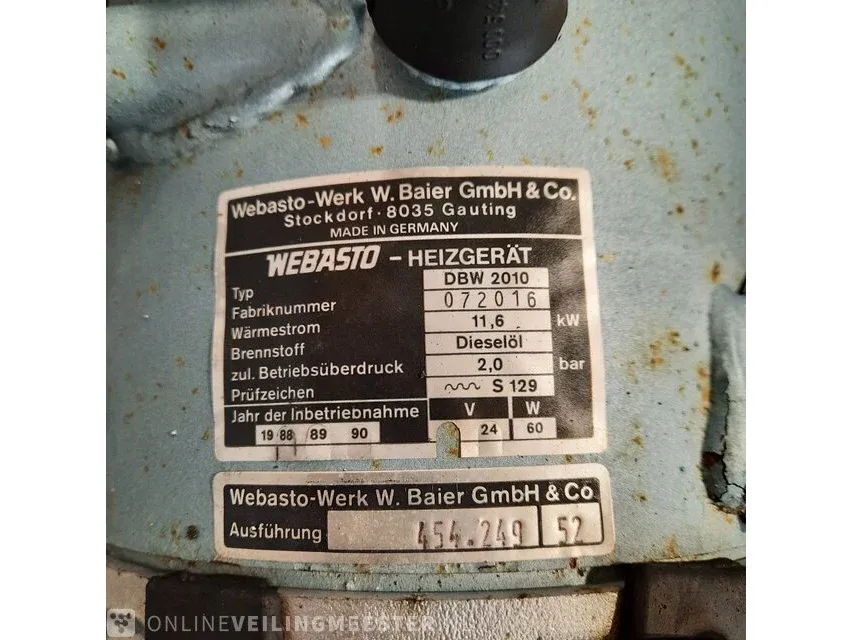 Webasto-Werk W. Baier GmbH & Co.
Stockdorf · 8035 Gauting
MADE IN GERMANY
WEBASTO - HEIZGERÄT
Typ DBW 2010
Fabriknummer 072016
Wärmestrom 11,6 kW
Brennstoff Dieselöl
zul. Betriebsüberdruck 2,0 bar
Prüfzeichen S 129
Jahr der Inbetriebnahme V W
19 88 89 90 24 60
Webasto-Werk W. Baier GmbH & Co
Ausführung 454.249 52
ONLINEVEILINGMEESTER